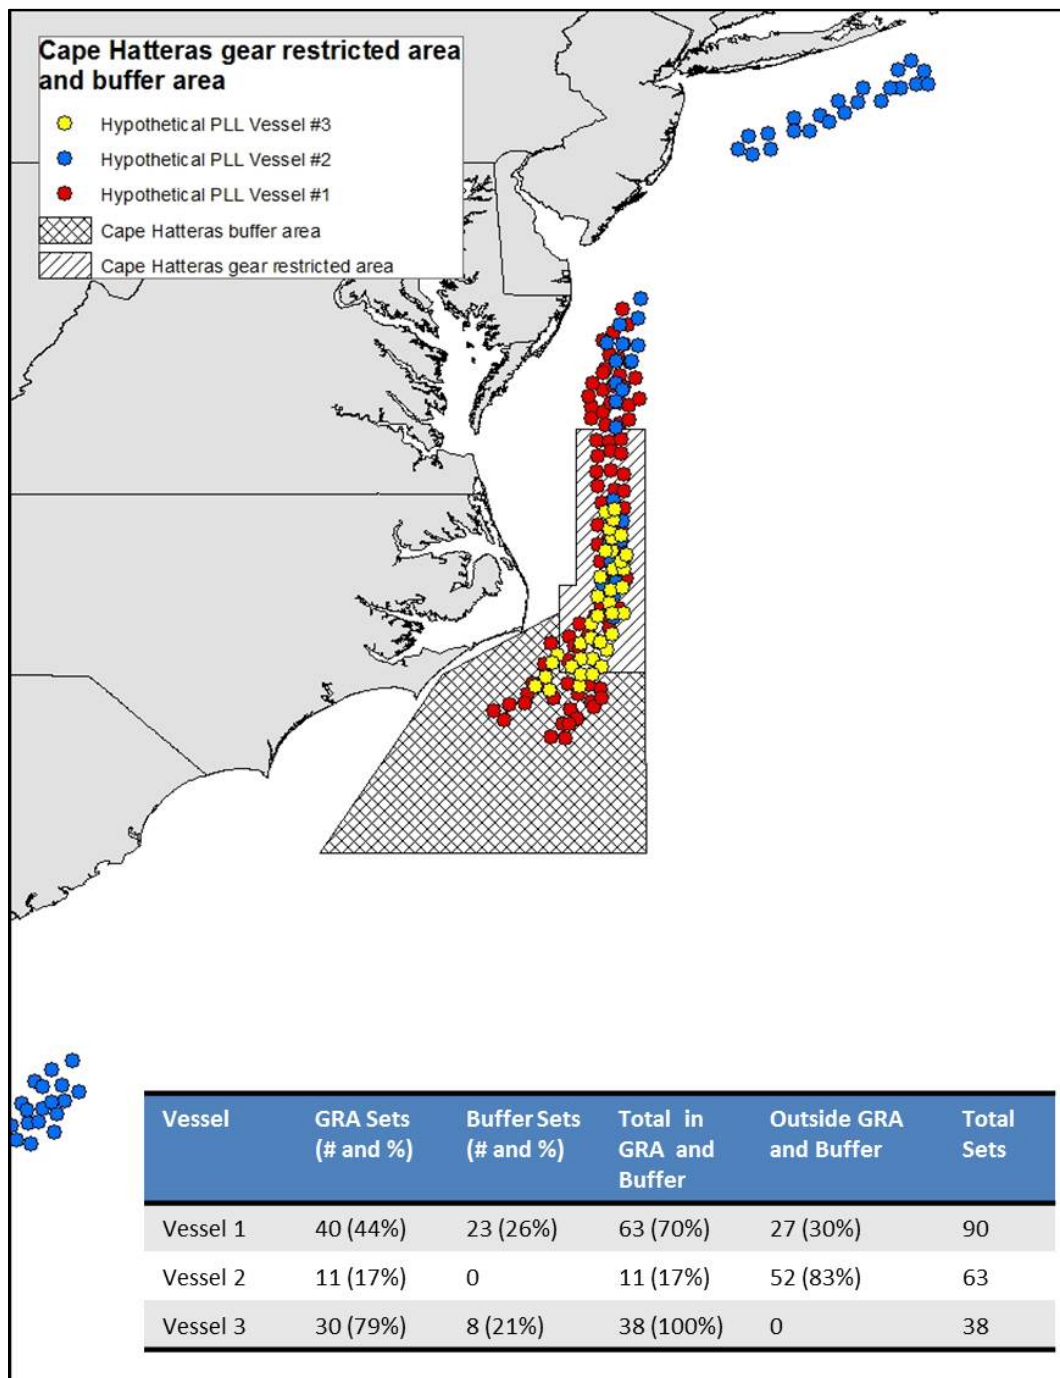 Cape Hatteras gear restricted area
and buffer area
Hypothetical PLL Vessel #3
Hypothetical PLL Vessel #2
Hypothetical PLL Vessel #1
Cape Hatteras buffer area
Cape Hatteras gear restricted area
Vessel GRA Sets (# and %) Buffer Sets (# and %) Total in GRA and Buffer Outside GRA and Buffer Total Sets
Vessel 1 40 (44%) 23 (26%) 63 (70%) 27 (30%) 90
Vessel 2 11 (17%) 0 11 (17%) 52 (83%) 63
Vessel 3 30 (79%) 8 (21%) 38 (100%) 0 38